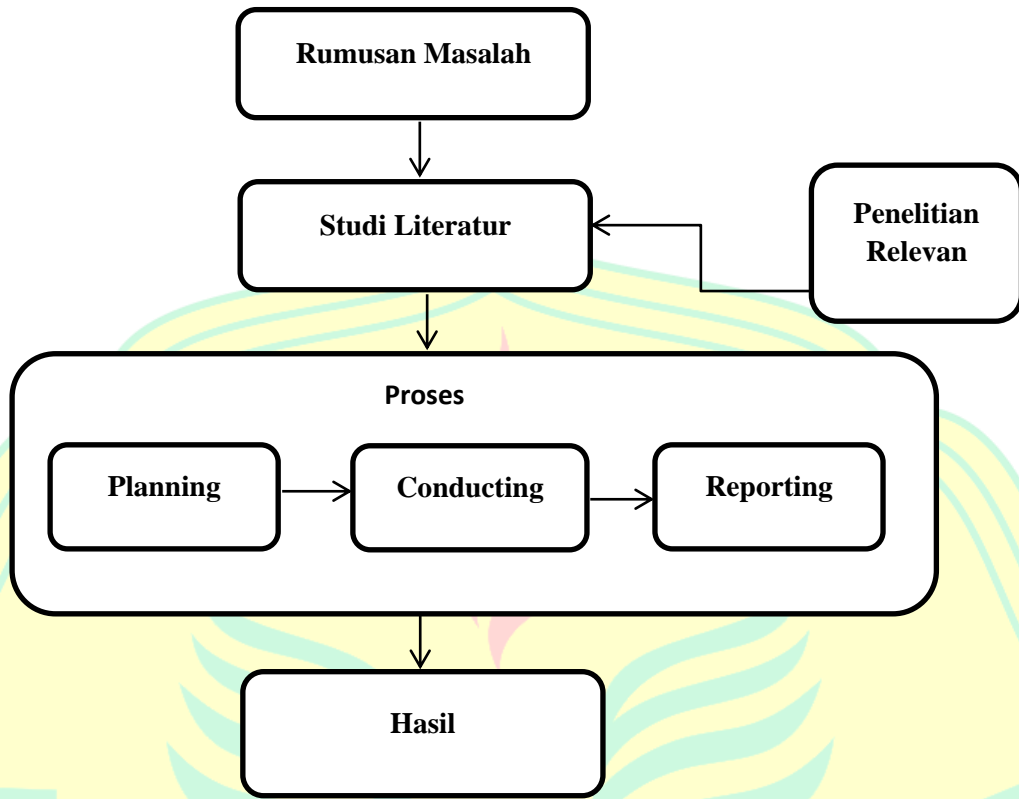 Rumusan Masalah
Studi Literatur
Penelitian
Relevan
Proses
Planning
Conducting
Reporting
Hasil